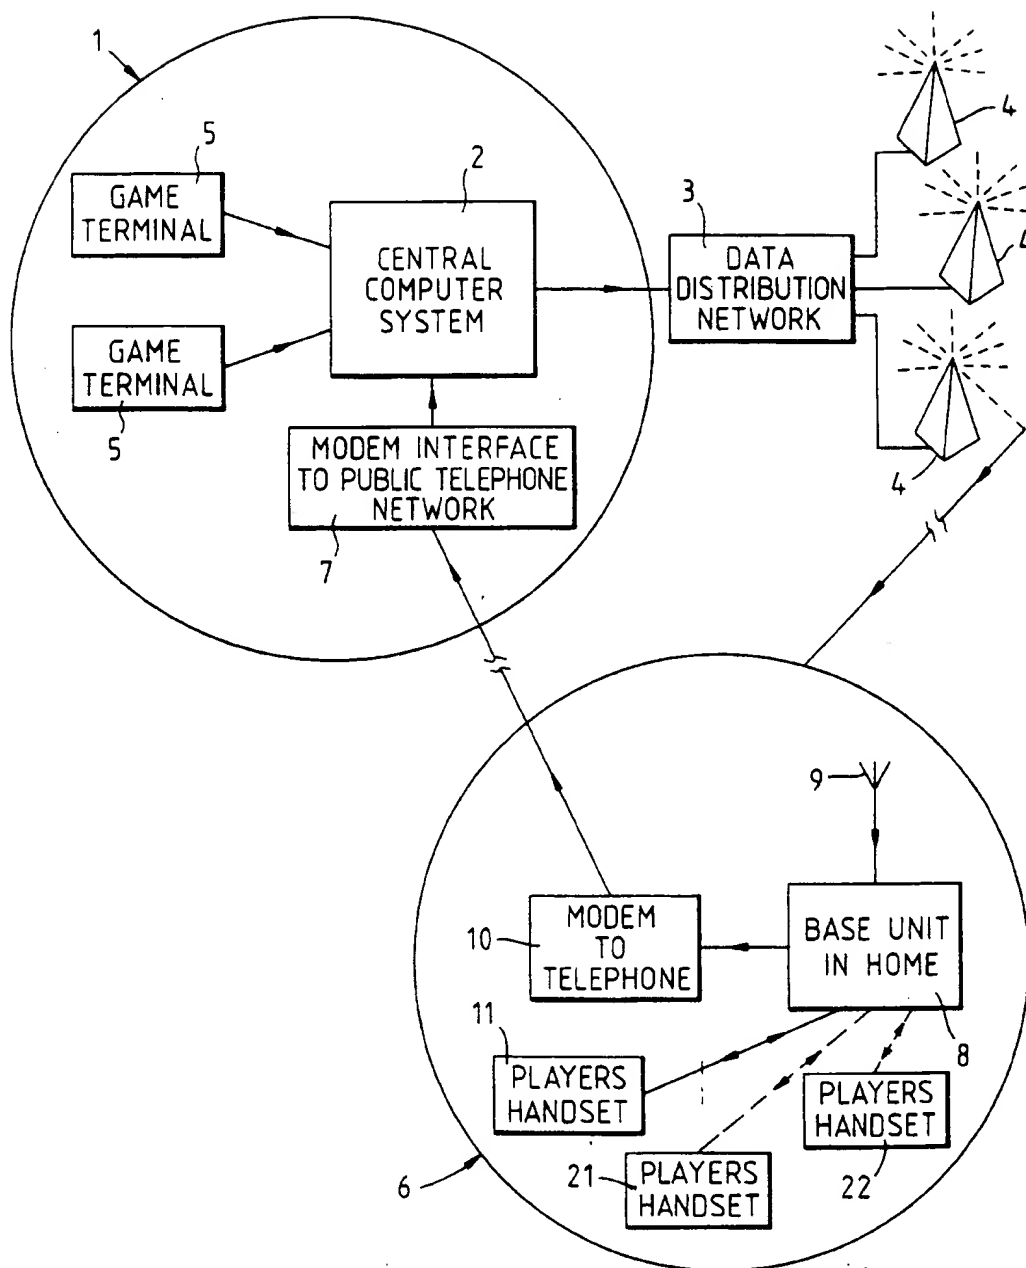 1
5
GAME
TERMINAL
2
CENTRAL
COMPUTER
SYSTEM
3
DATA
DISTRIBUTION
NETWORK
4
4
4
GAME
TERMINAL
5
MODEM INTERFACE
TO PUBLIC TELEPHONE
NETWORK
7
9
10
MODEM
TO
TELEPHONE
BASE UNIT
IN HOME
8
11
PLAYERS
HANDSET
PLAYERS
HANDSET
22
21
PLAYERS
HANDSET
6